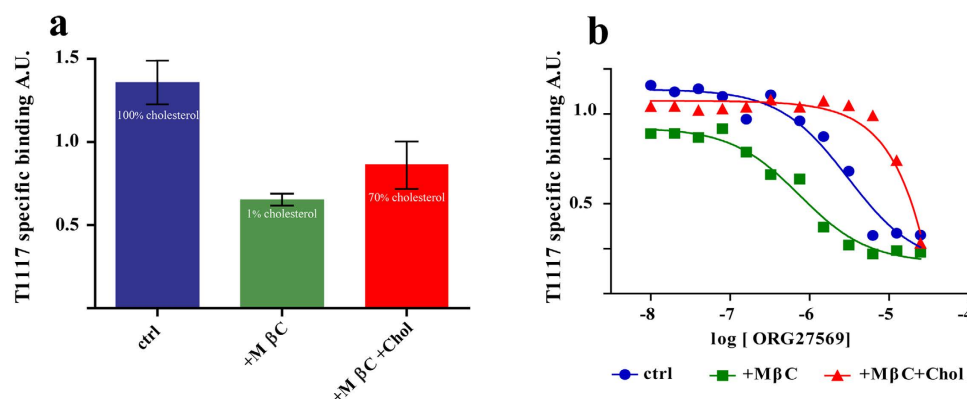 a
T1117 specific binding A.U.
1.5
1.0
0.5
100% cholesterol
1% cholesterol
70% cholesterol
ctrl
+M βC
+M βC +Chol
b
T1117 specific binding A.U.
1.0
0.5
-8
-7
-6
-5
-4
log [ ORG27569]
ctrl
+MβC
+MβC+Chol